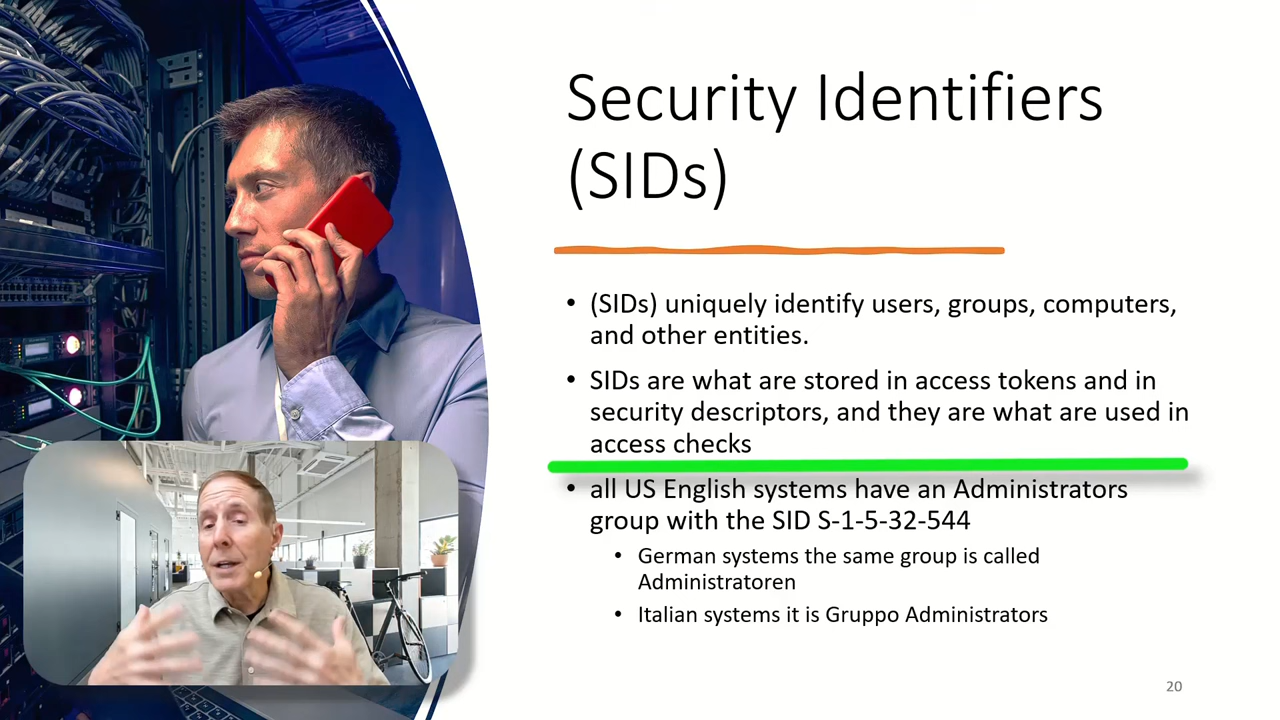 Security Identifiers
(SIDs)
• (SIDs) uniquely identify users, groups, computers,
and other entities.
• SIDs are what are stored in access tokens and in
security descriptors, and they are what are used in
access checks
• all US English systems have an Administrators
group with the SID S-1-5-32-544
• German systems the same group is called
Administratoren
• Italian systems it is Gruppo Administrators
20